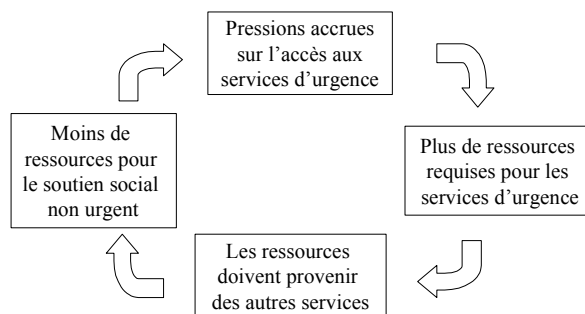 Pressions accrues
sur l’accès aux
services d’urgence
Plus de ressources
requises pour les
services d’urgence
Les ressources
doivent provenir
des autres services
Moins de
ressources pour
le soutien social
non urgent